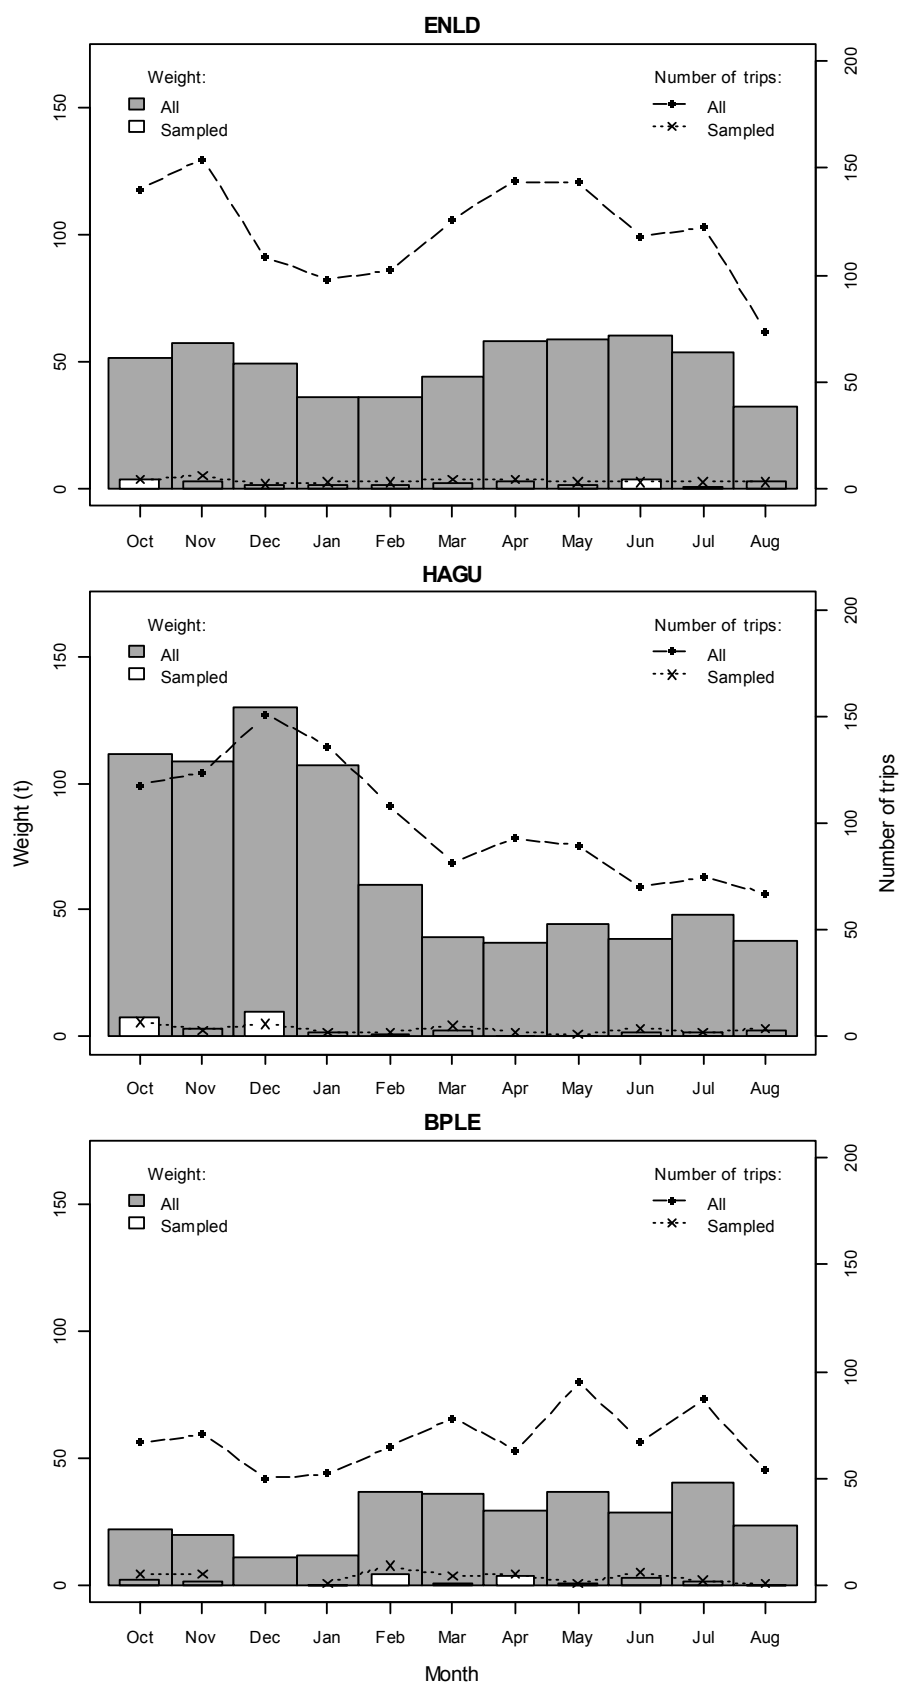 ENLD
Weight:
All
Sampled
Number of trips:
All
Sampled
0
50
100
150
0
50
100
150
200
Oct Nov Dec Jan Feb Mar Apr May Jun Jul Aug
HAGU
Weight:
All
Sampled
Number of trips:
All
Sampled
0
50
100
150
0
50
100
150
200
Weight (t)
Number of trips
Oct Nov Dec Jan Feb Mar Apr May Jun Jul Aug
BPLE
Weight:
All
Sampled
Number of trips:
All
Sampled
0
50
100
150
0
50
100
150
200
Oct Nov Dec Jan Feb Mar Apr May Jun Jul Aug
Month